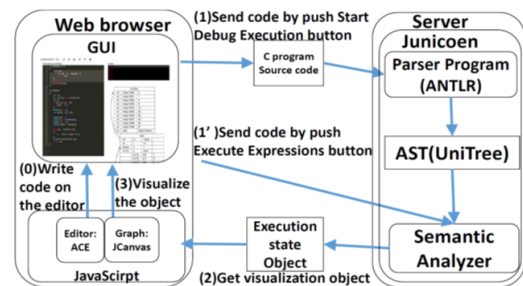 Web browser
GUI
(1)Send code by push Start
Debug Execution button
C program
Source code
Server
Junicoen
Parser Program
(ANTLR)
(1' )Send code by push
Execute Expressions button
AST(UniTree)
(0)Write
code on
the editor
(3)Visualize
the object
Editor:
ACE
Graph:
JCanvas
JavaScirpt
Execution
state
Object
(2)Get visualization object
Semantic
Analyzer